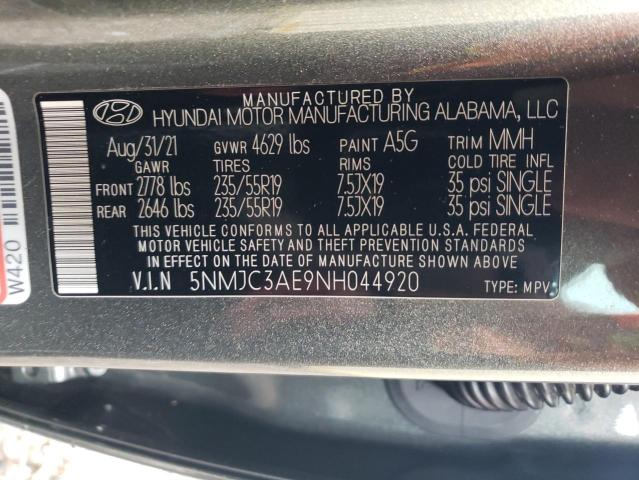 MANUFACTURED BY
HYUNDAI MOTOR MANUFACTURING ALABAMA, LLC
Aug/31/21 GVWR 4629 lbs PAINT A5G TRIM MMH
GAWR TIRES RIMS COLD TIRE INFL
FRONT 2778 lbs 235/55R19 7.5JX19 35 psi SINGLE
REAR 2646 lbs 235/55R19 7.5JX19 35 psi SINGLE
THIS VEHICLE CONFORMS TO ALL APPLICABLE U.S.A. FEDERAL
MOTOR VEHICLE SAFETY AND THEFT PREVENTION STANDARDS
IN EFFECT ON THE DATE OF MANUFACTURE SHOWN ABOVE.
V.I.N 5NMJC3AE9NH044920 TYPE: MPV
W420